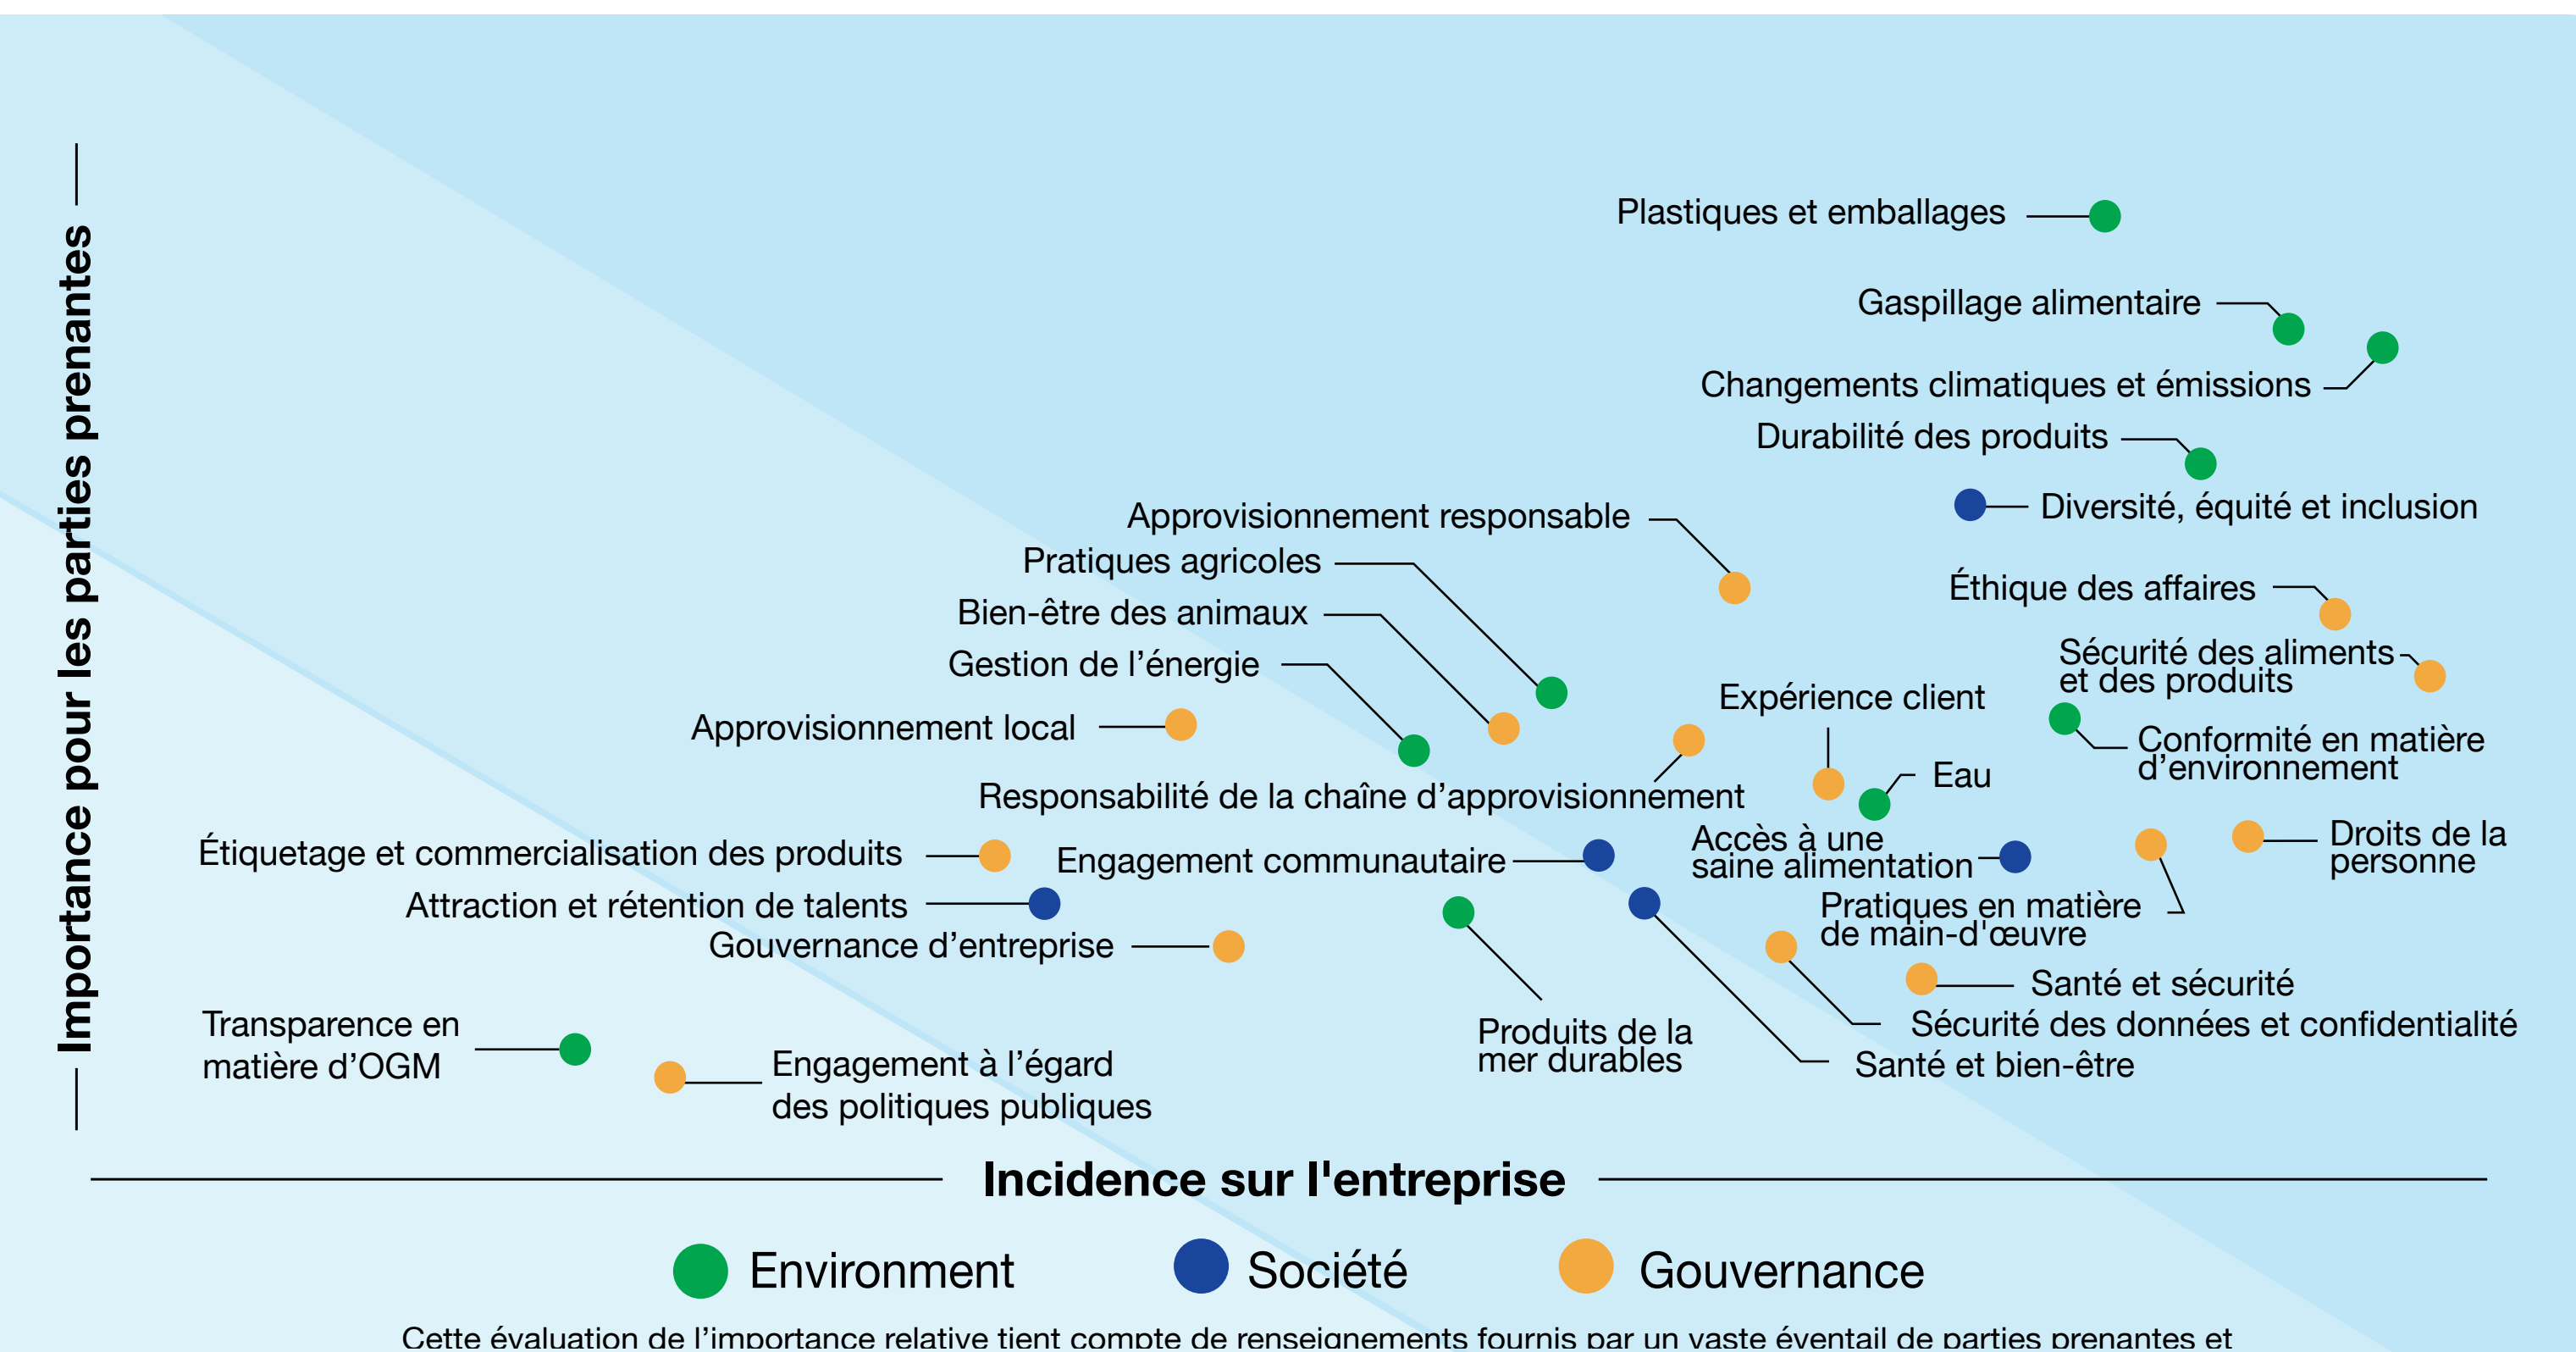 Importance pour les parties prenantes
Plastiques et emballages
Gaspillage alimentaire
Changements climatiques et émissions
Durabilité des produits
Diversité, équité et inclusion
Approvisionnement responsable
Pratiques agricoles
Bien-être des animaux
Gestion de l’énergie
Approvisionnement local
Éthique des affaires
Sécurité des aliments
et des produits
Expérience client
Conformité en matière
d’environnement
Eau
Responsabilité de la chaîne d’approvisionnement
Étiquetage et commercialisation des produits
Engagement communautaire
Accès à une
saine alimentation
Droits de la
personne
Attraction et rétention de talents
Pratiques en matière
de main-d'œuvre
Gouvernance d’entreprise
Santé et sécurité
Sécurité des données et confidentialité
Santé et bien-être
Produits de la
mer durables
Transparence en
matière d’OGM
Engagement à l’égard
des politiques publiques
Incidence sur l'entreprise
Environment
Société
Gouvernance
Cette évaluation de l’importance relative tient compte de renseignements fournis par un vaste éventail de parties prenantes et